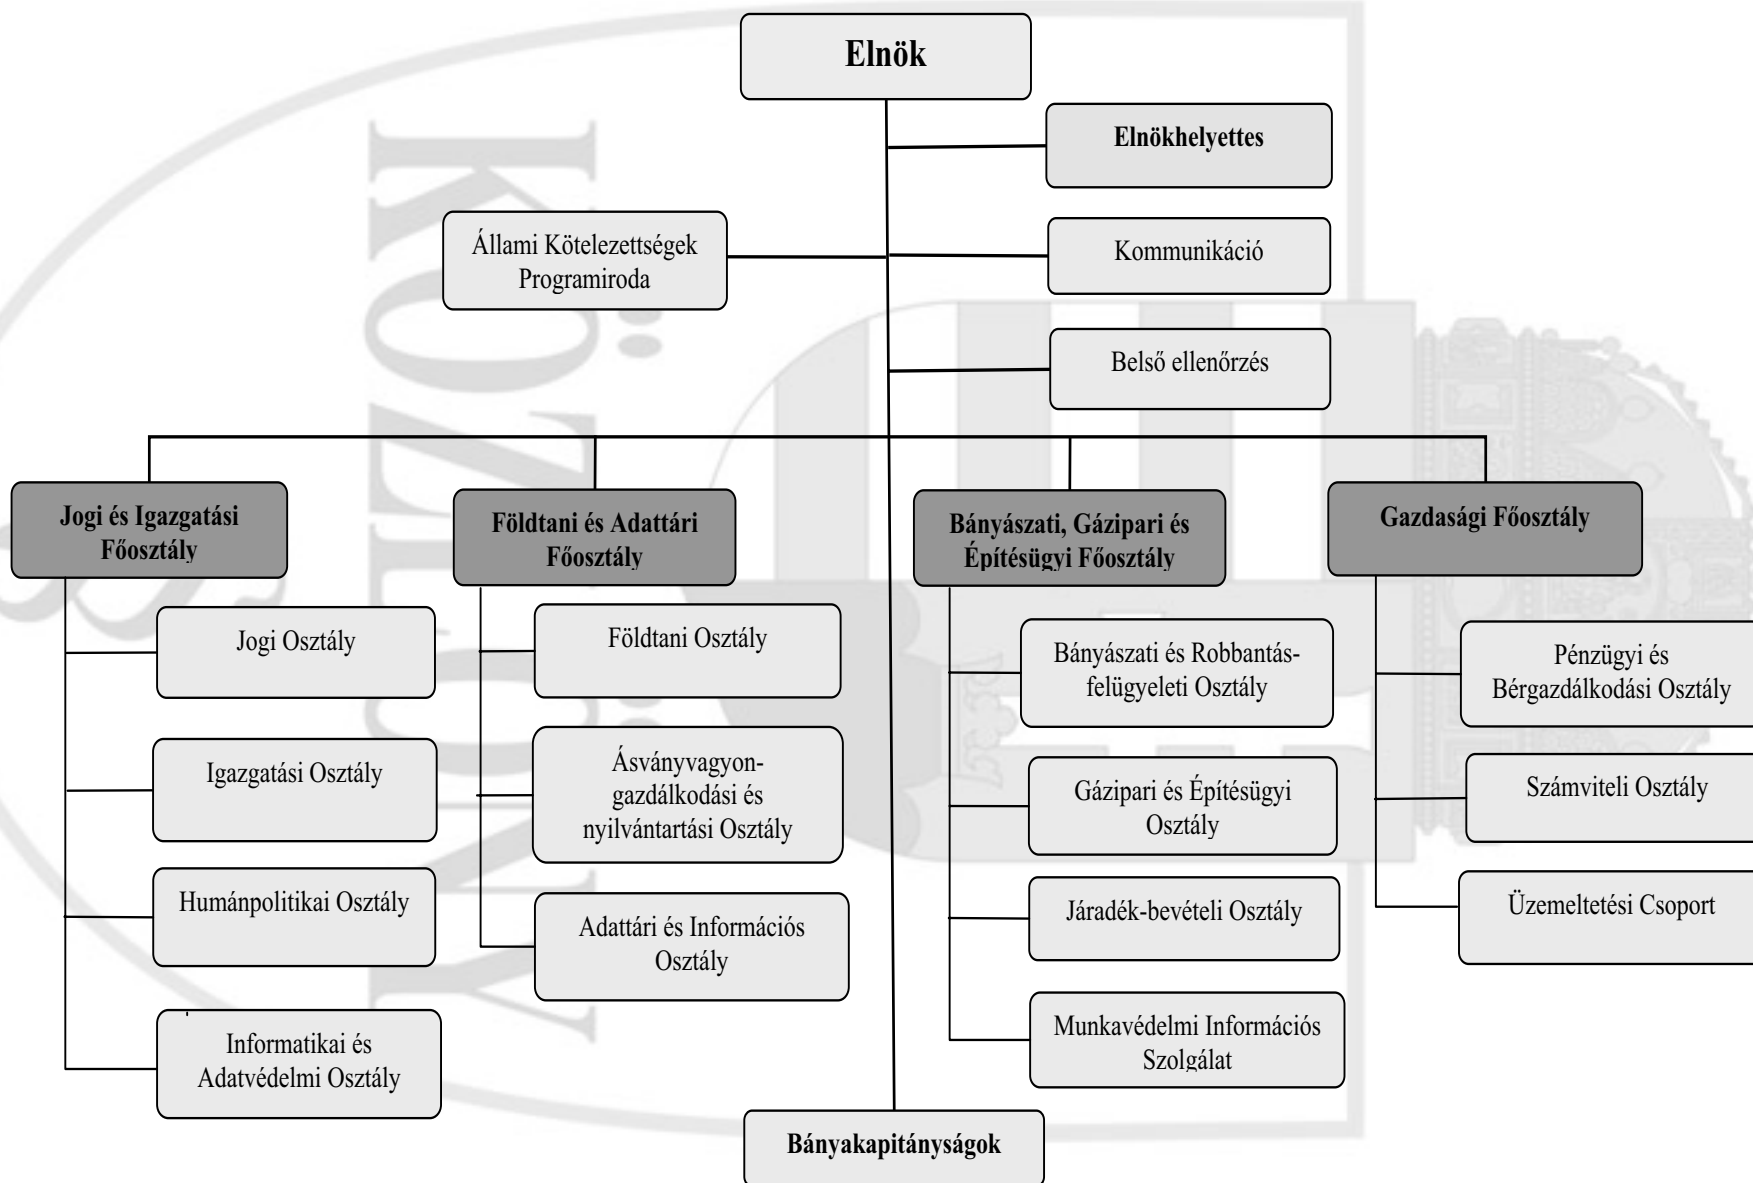 Elnök
Elnökhelyettes
Állami Kötelezettségek
Programiroda
Kommunikáció
Belső ellenőrzés
Jogi és Igazgatási
Főosztály
Földtani és Adattári
Főosztály
Bányászati, Gázipari és
Építésügyi Főosztály
Gazdasági Főosztály
Jogi Osztály
Igazgatási Osztály
Humánpolitikai Osztály
Informatikai és
Adatvédelmi Osztály
Földtani Osztály
Ásványvagyon-
gazdálkodási és
nyilvántartási Osztály
Adattári és Információs
Osztály
Bányászati és Robbantás-
felügyeleti Osztály
Gázipari és Építésügyi
Osztály
Járadék-bevételi Osztály
Munkavédelmi Információs
Szolgálat
Pénzügyi és
Bérgazdálkodási Osztály
Számviteli Osztály
Üzemeltetési Csoport
Bányakapitányságok
KÖZLÖNY